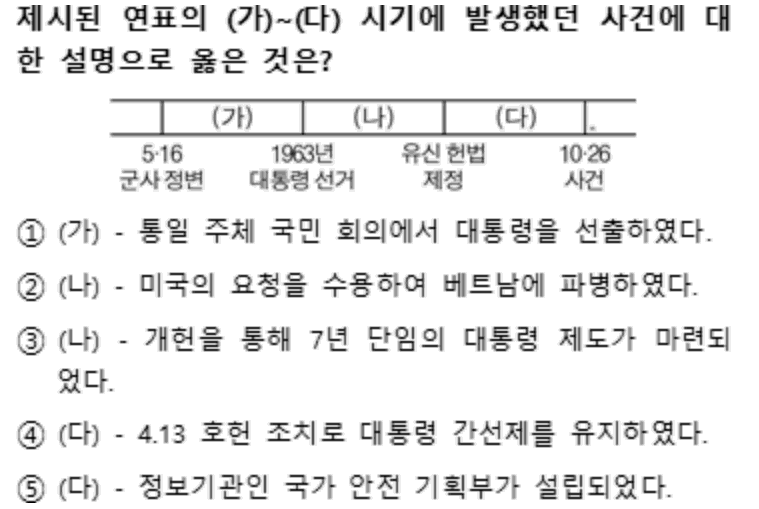 제시된 연표의 (가)~(다) 시기에 발생했던 사건에 대
한 설명으로 옳은 것은?
(가) (나) (다)
5·16 1963년 유신 헌법 10·26
군사 정변 대통령 선거 제정 사건
① (가) - 통일 주체 국민 회의에서 대통령을 선출하였다.
② (나) - 미국의 요청을 수용하여 베트남에 파병하였다.
③ (나) - 개헌을 통해 7년 단임의 대통령 제도가 마련되
었다.
④ (다) - 4.13 호헌 조치로 대통령 간선제를 유지하였다.
⑤ (다) - 정보기관인 국가 안전 기획부가 설립되었다.